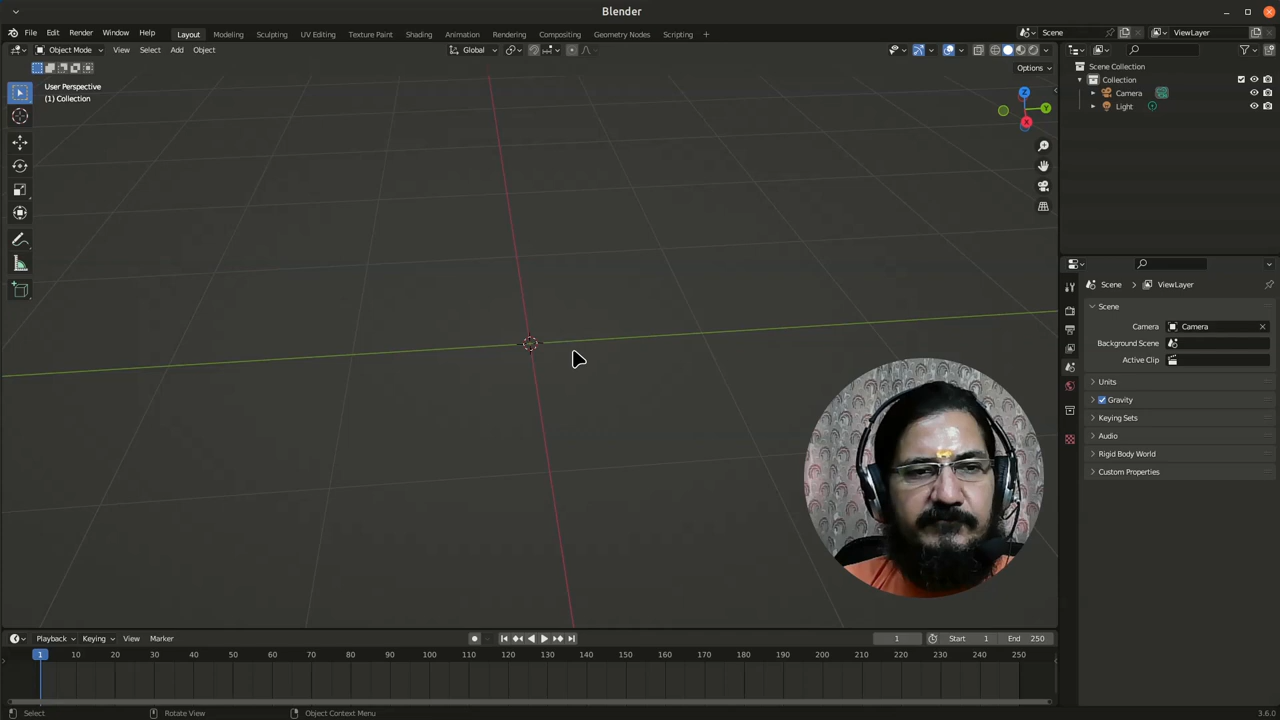 Blender
File Edit Render Window Help Layout Modeling Sculpting UV Editing Texture Paint Shading Animation Rendering Compositing Geometry Nodes Scripting + Scene ViewLayer
Object Mode View Select Add Object Global
Options
User Perspective
(1) Collection
Z
Y
X
Scene Collection
Collection
Camera
Light
Scene ViewLayer
Scene
Camera Camera
Background Scene
Active Clip
Units
Gravity
Keying Sets
Audio
Rigid Body World
Custom Properties
Playback Keying View Marker 1 Start 1 End 250
1 10 20 30 40 50 60 70 80 90 100 110 120 130 140 150 160 170 180 190 200 210 220 230 240 250
Select Rotate View Object Context Menu 3.6.0